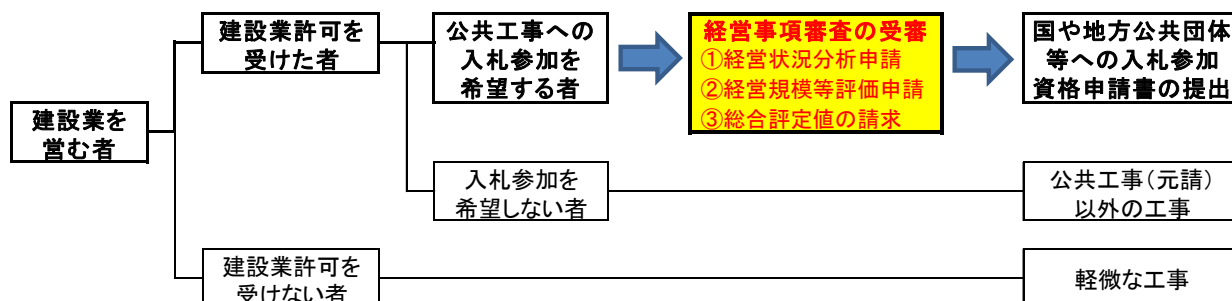 建設業を
営む者
建設業許可を
受けた者
公共工事への
入札参加を
希望する者
経営事項審査の受審
①経営状況分析申請
②経営規模等評価申請
③総合評定値の請求
国や地方公共団体
等への入札参加
資格申請書の提出
入札参加を
希望しない者
公共工事(元請)
以外の工事
建設業許可を
受けない者
軽微な工事